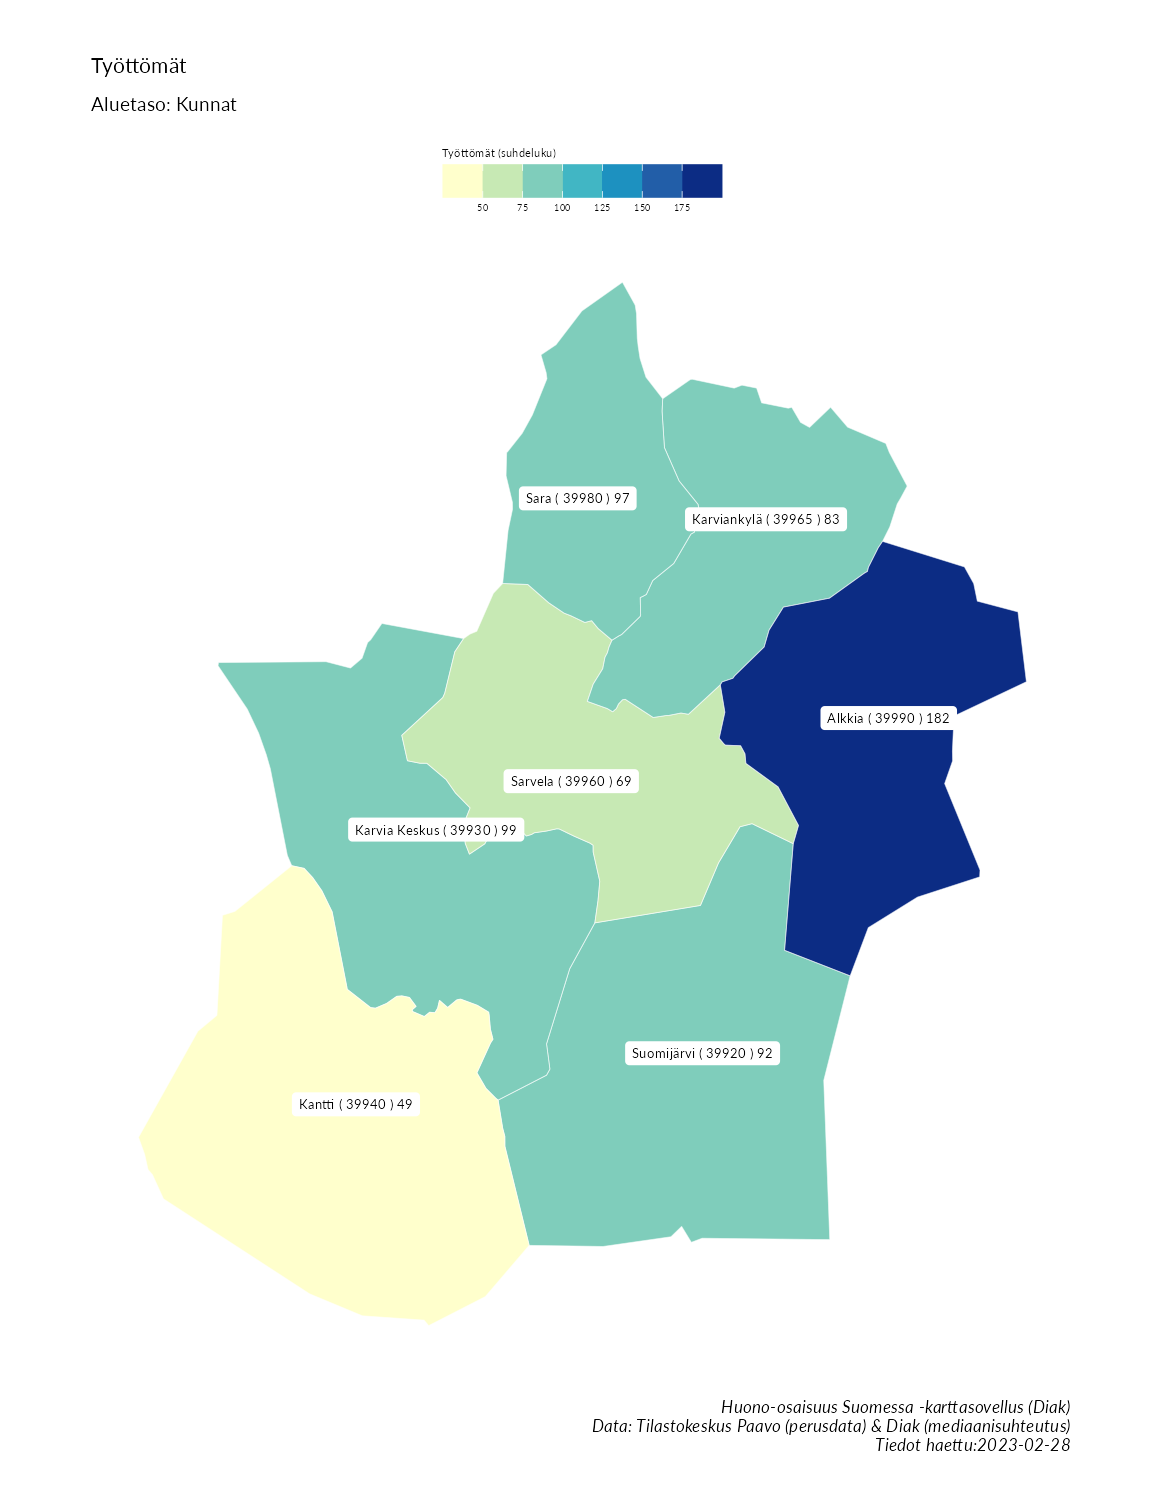 Työttömät
Aluetaso: Kunnat
Työttömät (suhdeluku)
50 75 100 125 150 175
Sara ( 39980 ) 97
Karviankylä ( 39965 ) 83
Alkkia ( 39990 ) 182
Sarvela ( 39960 ) 69
Karvia Keskus ( 39930 ) 99
Suomijärvi ( 39920 ) 92
Kantti ( 39940 ) 49
Huono-osaisuus Suomessa -karttasovellus (Diak)
Data: Tilastokeskus Paavo (perusdata) & Diak (mediaanisuhteutus)
Tiedot haettu:2023-02-28